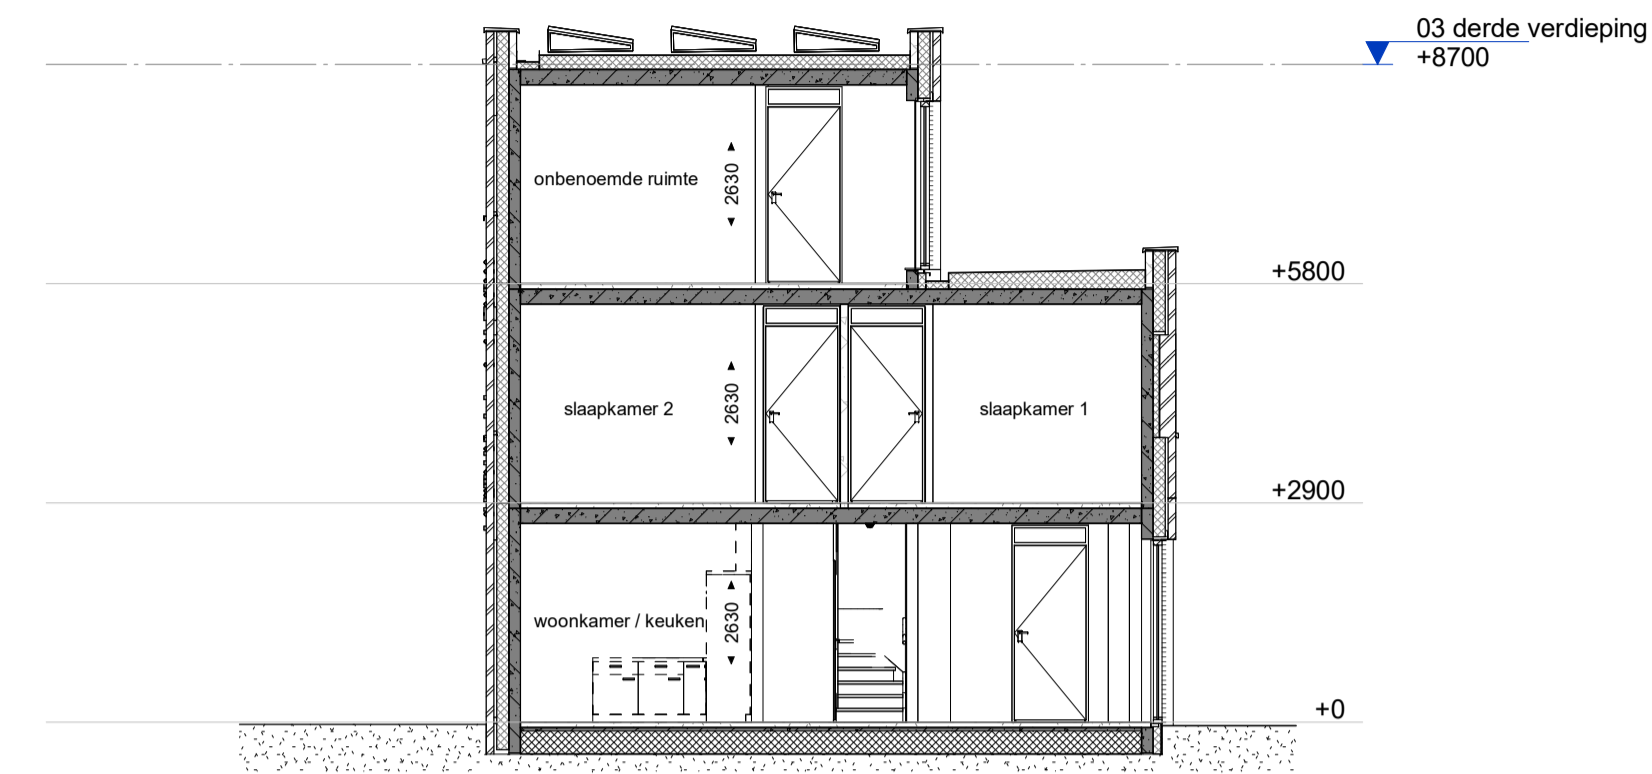 03 derde verdieping
+8700
onbenoemde ruimte
2630
+5800
slaapkamer 2
2630
slaapkamer 1
+2900
woonkamer / keuken
2630
+0